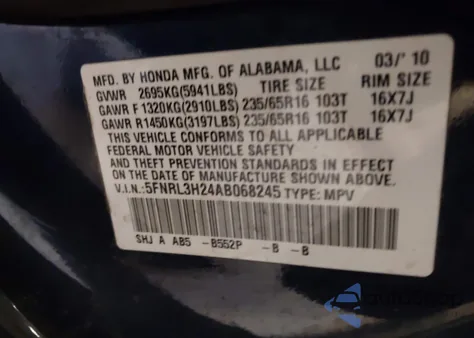 MFD. BY HONDA MFG. OF ALABAMA, LLC 03/'10
GVWR 2695KG(5941LBS) TIRE SIZE RIM SIZE
GAWR F 1320KG(2910LBS) 235/65R16 103T 16X7J
GAWR R 1450KG(3197LBS) 235/65R16 103T 16X7J
THIS VEHICLE CONFORMS TO ALL APPLICABLE
FEDERAL MOTOR VEHICLE SAFETY, BUMPER,
AND THEFT PREVENTION STANDARDS IN EFFECT
ON THE DATE OF MANUFACTURE SHOWN ABOVE.
V.I.N.: 5FNRL3H24AB068245 TYPE: MPV
SHJ A AB5 -B552P -B -B